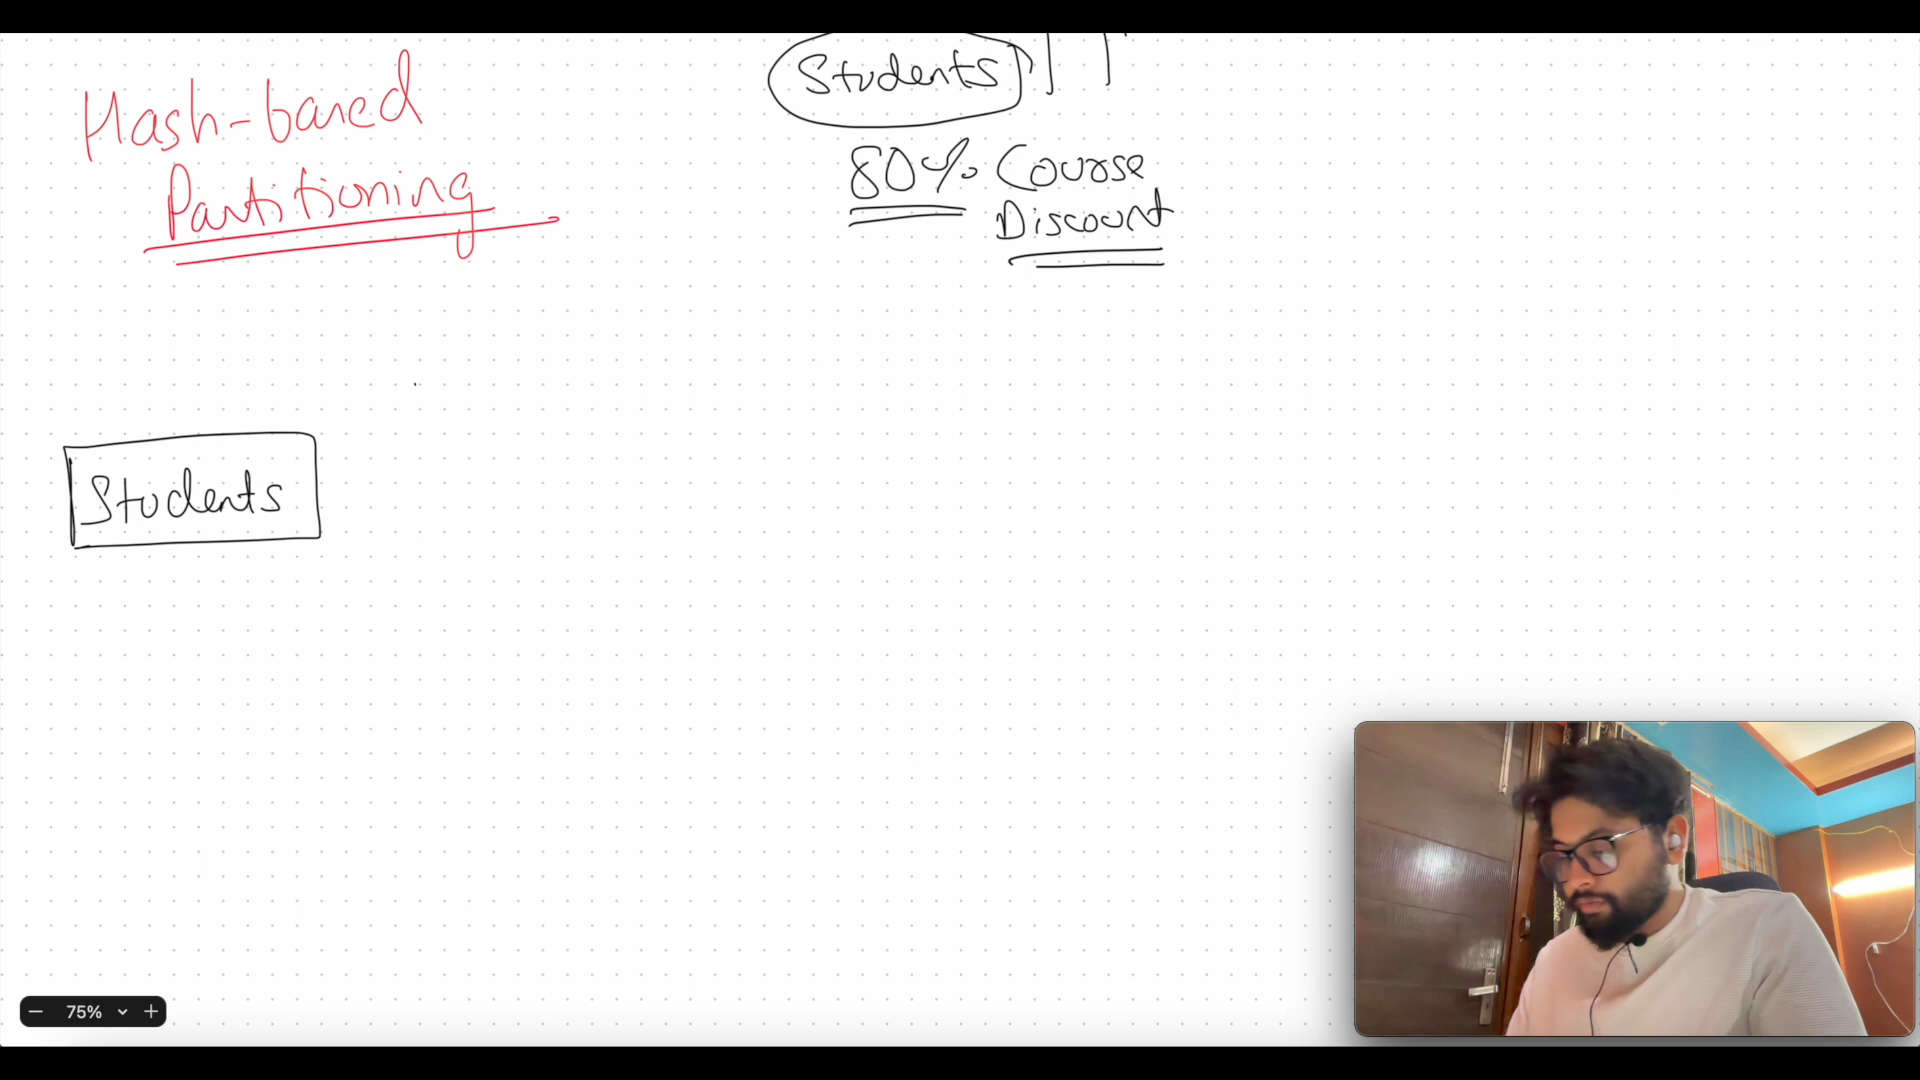 Hash-based
Partitioning
Students
80% Course
Discount
Students
75%